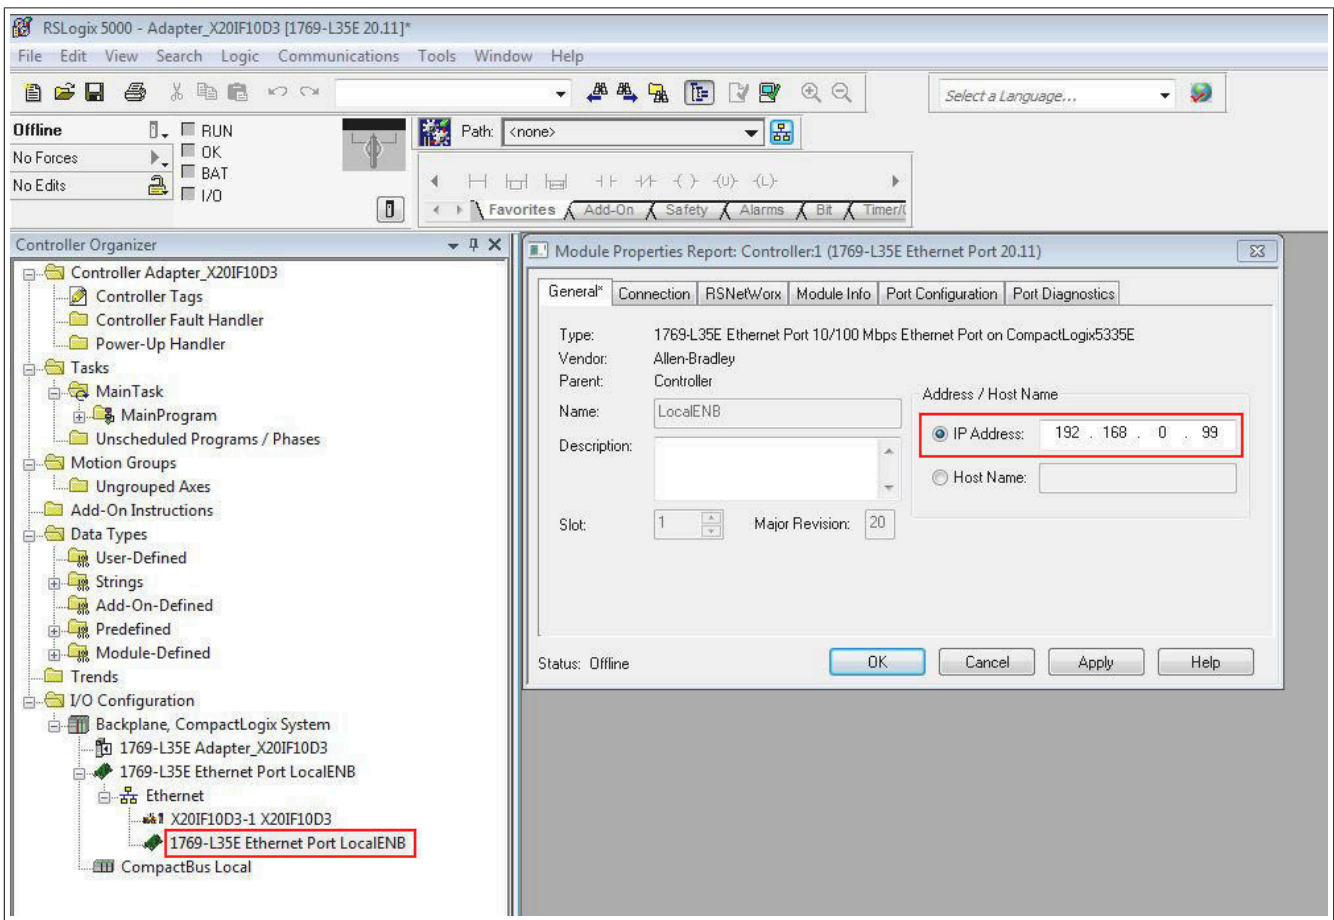 RSLogix 5000 - Adapter_X20IF10D3 [1769-L35E 20.11]*
File Edit View Search Logic Communications Tools Window Help
Select a Language...
Offline
RUN
No Forces
OK
No Edits
BAT
I/O
Path: <none>
Favorites Add-On Safety Alarms Bit Timer/C
Controller Organizer
Controller Adapter_X20IF10D3
Controller Tags
Controller Fault Handler
Power-Up Handler
Tasks
MainTask
MainProgram
Unscheduled Programs / Phases
Motion Groups
Ungrouped Axes
Add-On Instructions
Data Types
User-Defined
Strings
Add-On-Defined
Predefined
Module-Defined
Trends
I/O Configuration
Backplane, CompactLogix System
1769-L35E Adapter_X20IF10D3
1769-L35E Ethernet Port LocalENB
Ethernet
X20IF10D3-1 X20IF10D3
1769-L35E Ethernet Port LocalENB
CompactBus Local
Module Properties Report: Controller:1 (1769-L35E Ethernet Port 20.11)
General* Connection RSNetWorx Module Info Port Configuration Port Diagnostics
Type: 1769-L35E Ethernet Port 10/100 Mbps Ethernet Port on CompactLogix5335E
Vendor: Allen-Bradley
Parent: Controller
Name: LocalENB
Description:
Slot: 1 Major Revision: 20
Address / Host Name
IP Address: 192 . 168 . 0 . 99
Host Name:
Status: Offline
OK Cancel Apply Help